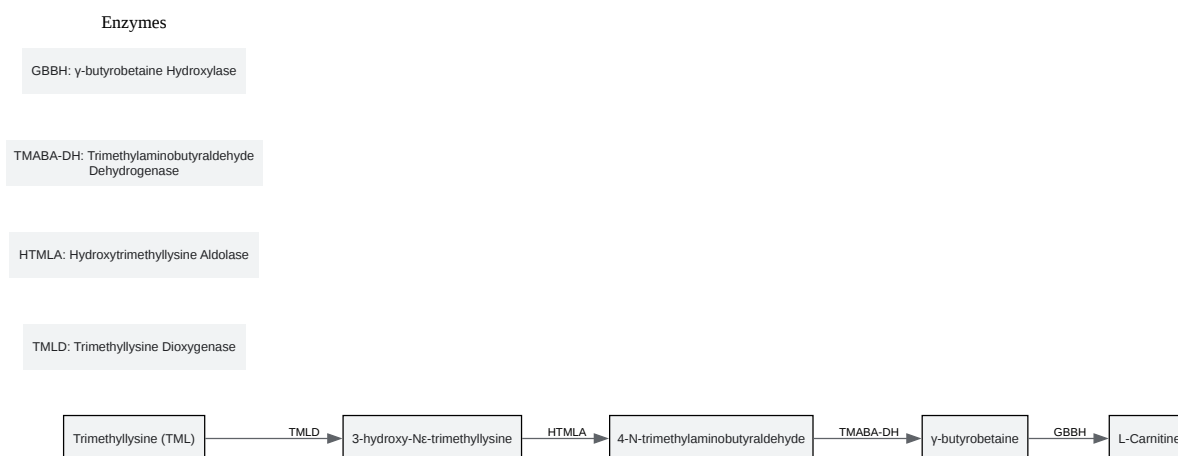 Enzymes
GBBH: γ-butyrobetaine Hydroxylase
TMABA-DH: Trimethylaminobutyraldehyde
Dehydrogenase
HTMLA: Hydroxytrimethyllysine Aldolase
TMLD: Trimethyllysine Dioxygenase
Trimethyllysine (TML) TMLD 3-hydroxy-Nε-trimethyllysine HTMLA 4-N-trimethylaminobutyraldehyde TMABA-DH γ-butyrobetaine GBBH L-Carnitine